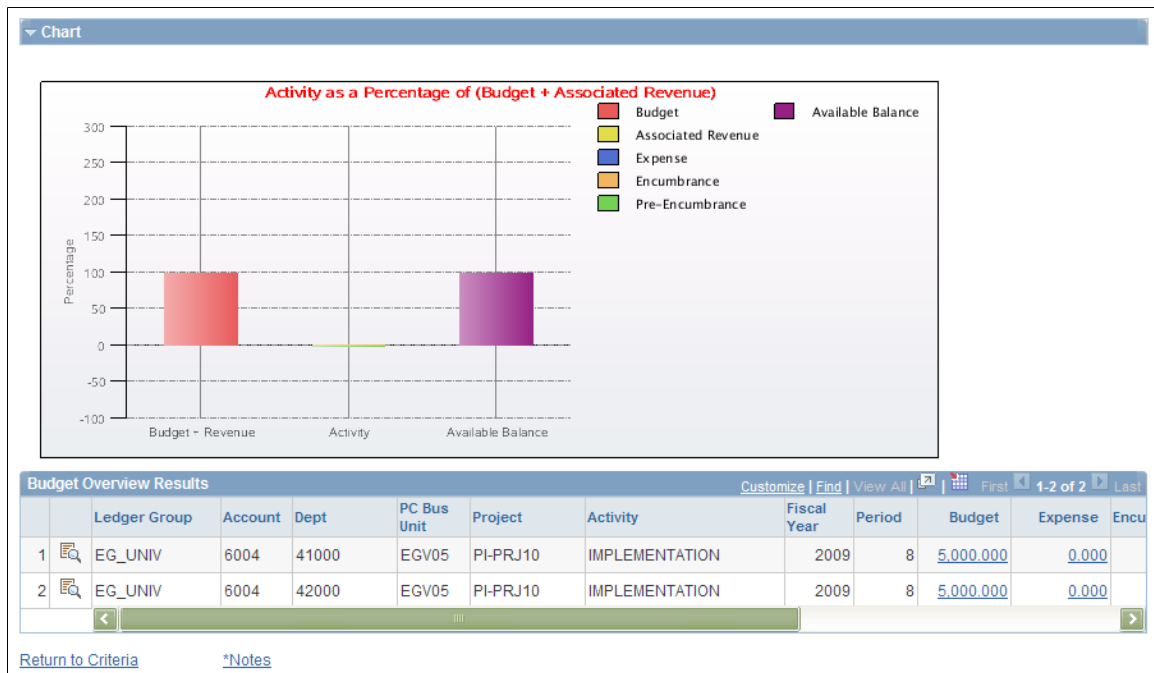 Chart
Activity as a Percentage of (Budget + Associated Revenue)
Budget
Available Balance
Associated Revenue
Expense
Encumbrance
Pre-Encumbrance
Percentage
300
250
200
150
100
50
0
-50
-100
Budget - Revenue Activity Available Balance
Budget Overview Results Customize | Find | View All | | First 1-2 of 2 Last
Ledger Group Account Dept PC Bus Unit Project Activity Fiscal Year Period Budget Expense Encu
1 EG_UNIV 6004 41000 EGV05 PI-PRJ10 IMPLEMENTATION 2009 8 5,000.000 0.000
2 EG_UNIV 6004 42000 EGV05 PI-PRJ10 IMPLEMENTATION 2009 8 5,000.000 0.000
Return to Criteria *Notes